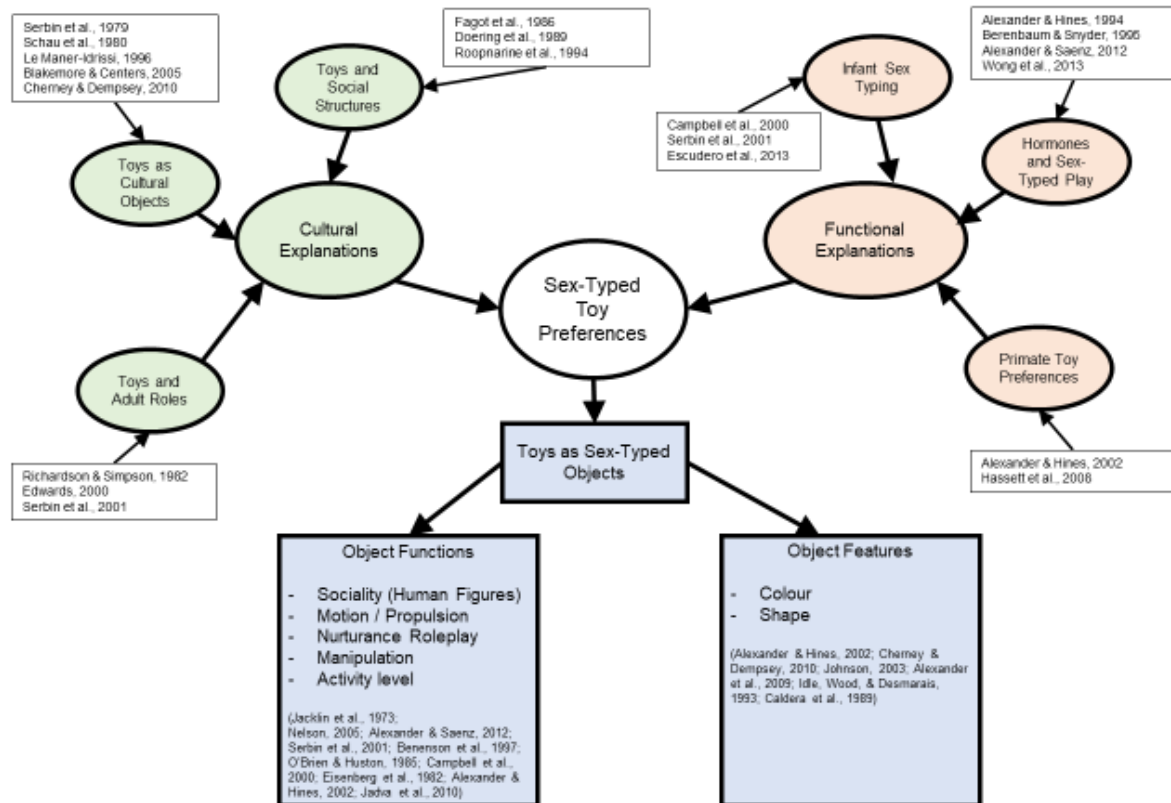 Serbin et al., 1979
Schau et al., 1980
Le Maner-Idrissi, 1996
Blakemore & Centers, 2005
Cherney & Dempsey, 2010
Fagot et al., 1986
Doering et al., 1989
Roopnarine et al., 1994
Alexander & Hines, 1994
Berenbaum & Snyder, 1995
Alexander & Saenz, 2012
Wong et al., 2013
Toys and
Social
Structures
Infant Sex
Typing
Campbell et al., 2000
Serbin et al., 2001
Escudero et al., 2013
Toys as
Cultural
Objects
Hormones
and Sex-
Typed Play
Cultural
Explanations
Functional
Explanations
Sex-Typed
Toy
Preferences
Toys and
Adult Roles
Primate Toy
Preferences
Richardson & Simpson, 1982
Edwards, 2000
Serbin et al., 2001
Alexander & Hines, 2002
Hassett et al., 2008
Toys as Sex-Typed
Objects
Object Functions
- Sociality (Human Figures)
- Motion / Propulsion
- Nurturance Roleplay
- Manipulation
- Activity level
(Jacklin et al., 1973;
Nelson, 2005; Alexander & Saenz, 2012;
Serbin et al., 2001; Benenson et al., 1997;
O'Brien & Huston, 1985; Campbell et al.,
2000; Eisenberg et al., 1982; Alexander &
Hines, 2002; Jadva et al., 2010)
Object Features
- Colour
- Shape
(Alexander & Hines, 2002; Cherney &
Dempsey, 2010; Johnson, 2003; Alexander
et al., 2009; Idle, Wood, & Desmarais,
1993; Caldera et al., 1989)